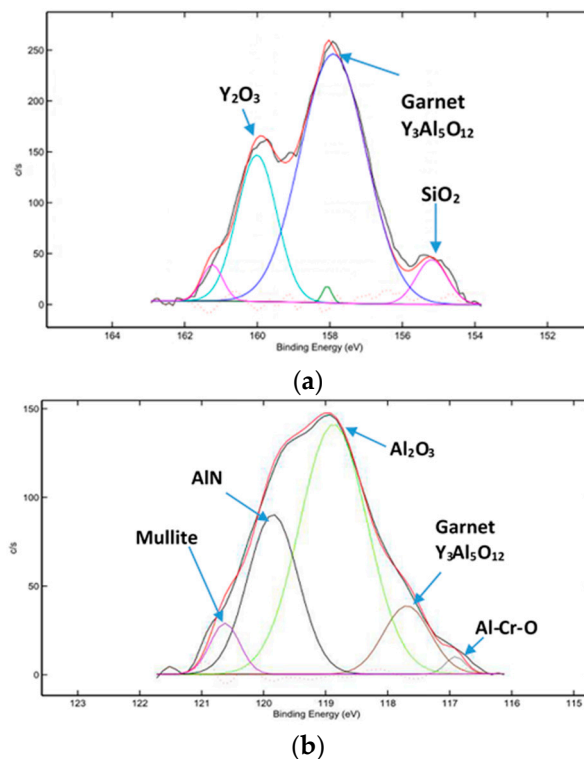 250
200
150
100
50
0
c/s
Y₂O₃
Garnet
Y₃Al₅O₁₂
SiO₂
164
162
160
158
156
154
152
Binding Energy (eV)
(a)
150
100
50
0
c/s
Al₂O₃
AlN
Mullite
Garnet
Y₃Al₅O₁₂
Al-Cr-O
123
122
121
120
119
118
117
116
115
Binding Energy (eV)
(b)